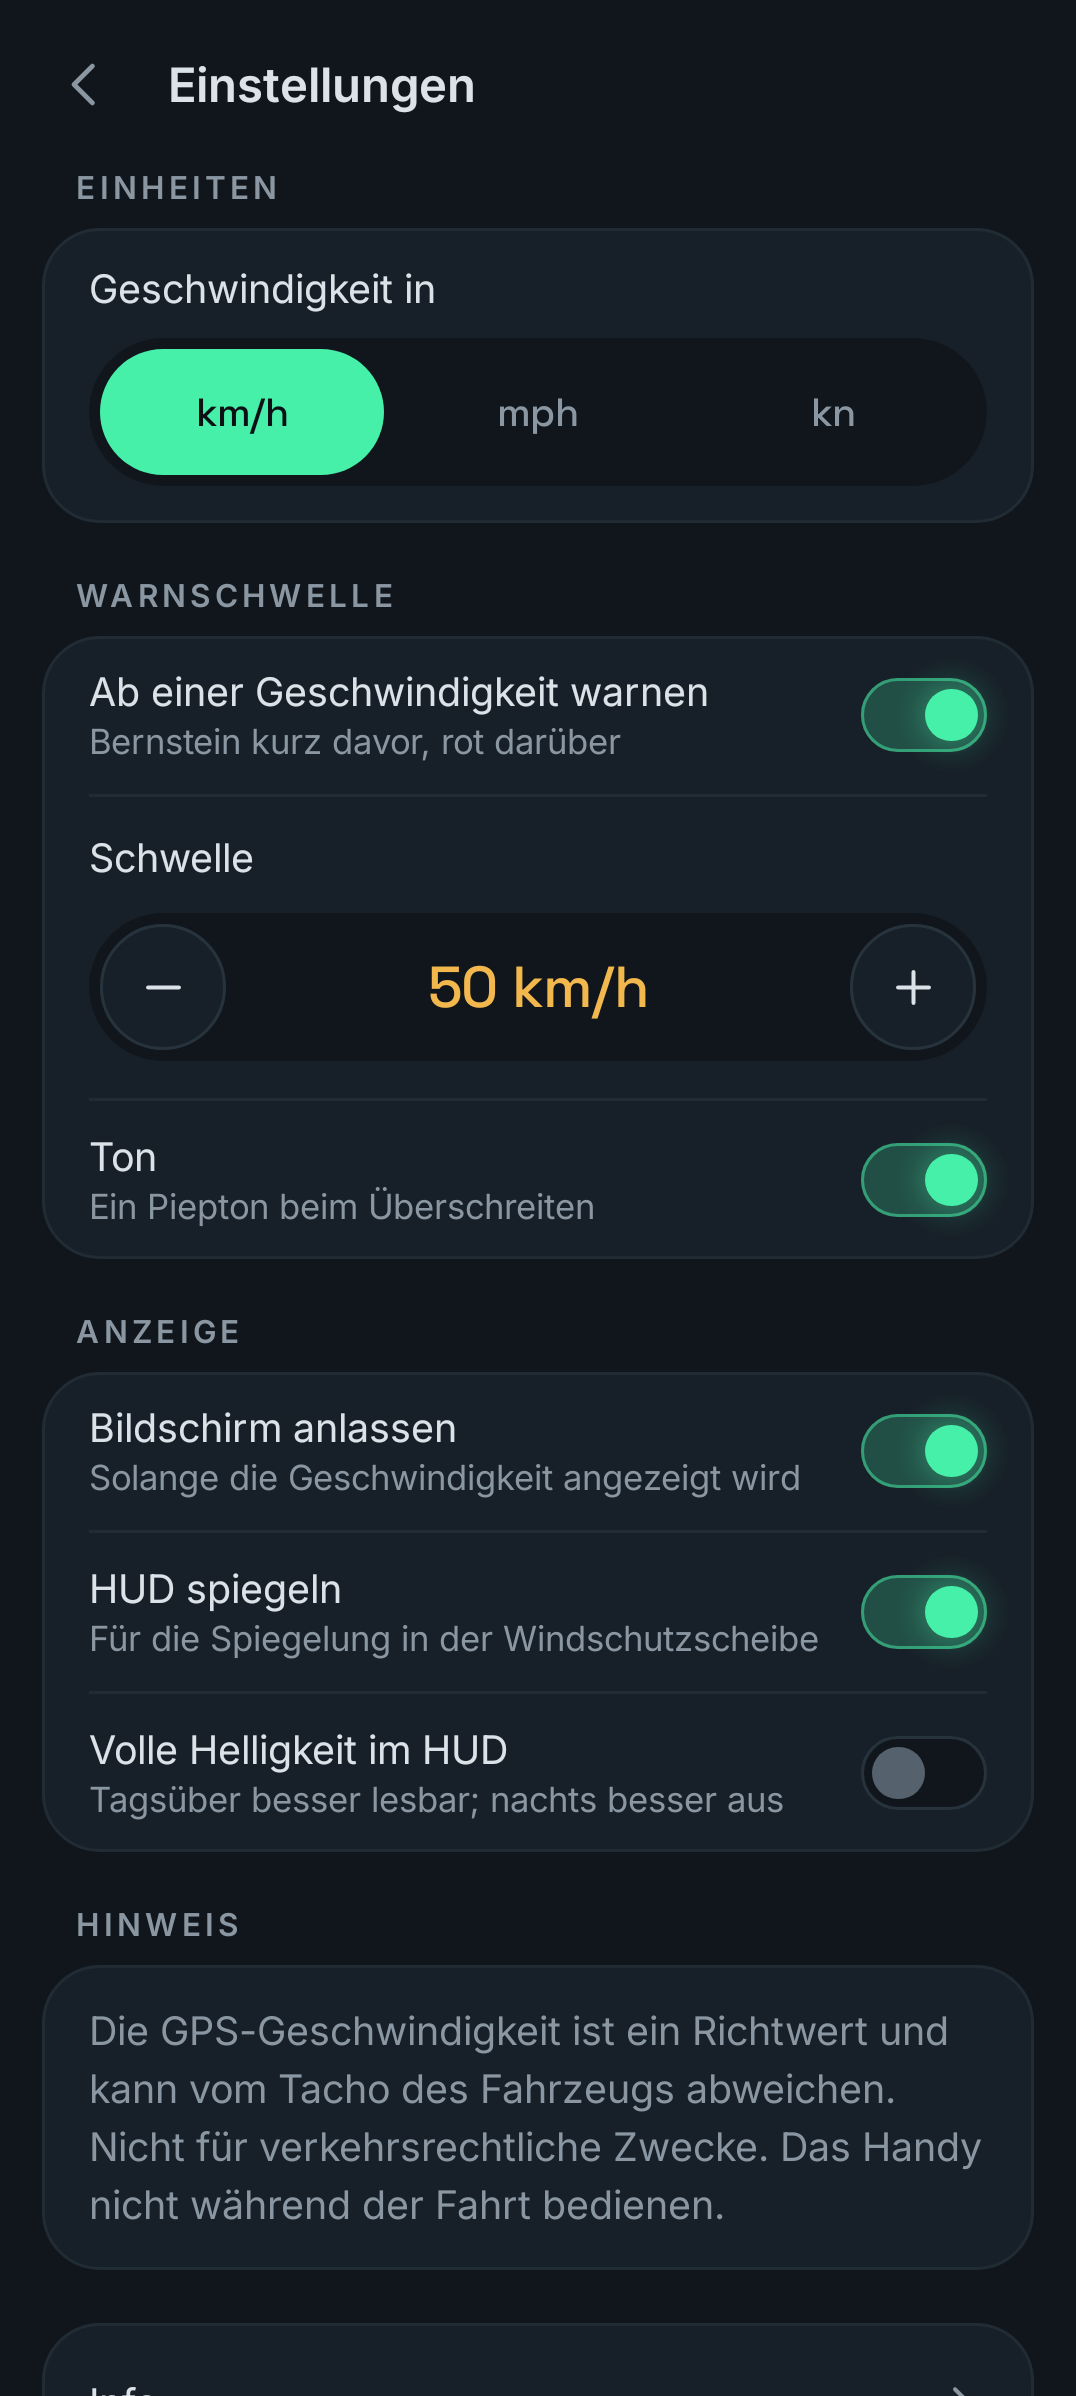 Einstellungen
EINHEITEN
Geschwindigkeit in
km/h mph kn
WARNSCHWELLE
Ab einer Geschwindigkeit warnen
Bernstein kurz davor, rot darüber
Schwelle
50 km/h
Ton
Ein Piepton beim Überschreiten
ANZEIGE
Bildschirm anlassen
Solange die Geschwindigkeit angezeigt wird
HUD spiegeln
Für die Spiegelung in der Windschutzscheibe
Volle Helligkeit im HUD
Tagsüber besser lesbar; nachts besser aus
HINWEIS
Die GPS-Geschwindigkeit ist ein Richtwert und
kann vom Tacho des Fahrzeugs abweichen.
Nicht für verkehrsrechtliche Zwecke. Das Handy
nicht während der Fahrt bedienen.
Info